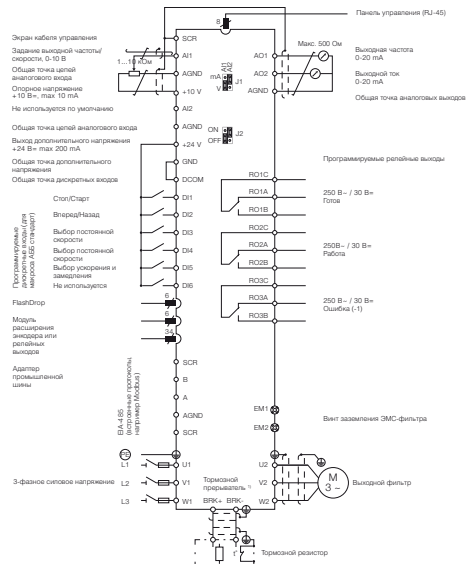 8
Панель управления (RJ-45)
Экран кабеля управления
SCR
Макс. 500 Ом
Задание выходной частоты/
скорости, 0-10 В
AI1
1...10 кОм
Общая точка цепей
аналогового входа
AGND
Опорное напряжение
+10 В=, max 10 mA
+10 V
mA
V
AI1
AI2
J1
AO1
AO2
AGND
Выходная частота
0-20 mA
Выходной ток
0-20 mA
Общая точка аналоговых выходов
Не используется по умолчанию
AI2
Общая точка цепей аналогового входа
AGND
ON
OFF
J2
Выход дополнительного напряжения
+24 В= max 200 mA
+24 V
Общая точка дополнительного
напряжения
GND
Общая точка дискретных входов
DCOM
Программируемые релейные выходы
Программируемые
дискретные входы (для
макроса АББ стандарт)
Стоп/Старт
DI1
Вперед/Назад
DI2
Выбор постоянной
скорости
DI3
Выбор постоянной
скорости
DI4
Выбор ускорения и
замедления
DI5
Не используется
DI6
RO1C
RO1A
RO1B
250 В~ / 30 В=
Готов
RO2C
RO2A
RO2B
250В~ / 30 В=
Работа
RO3C
RO3A
RO3B
250 В~ / 30 В=
Ошибка (-1)
FlashDrop
6
Модуль
расширения
энкодера или
релейных
выходов
6
34
Адаптер
промышленной
шины
EIA-485
(встроенные протоколы,
например Modbus)
SCR
B
A
AGND
SCR
EM1
EM2
Винт заземления ЭМС-фильтра
PE
3-фазное силовое напряжение
L1
L2
L3
U1
V1
W1
Тормозной
прерыватель ¹⁾
BRK+ BRK-
U2
V2
W2
M
3 ~
Выходной фильтр
t°
Тормозной резистор